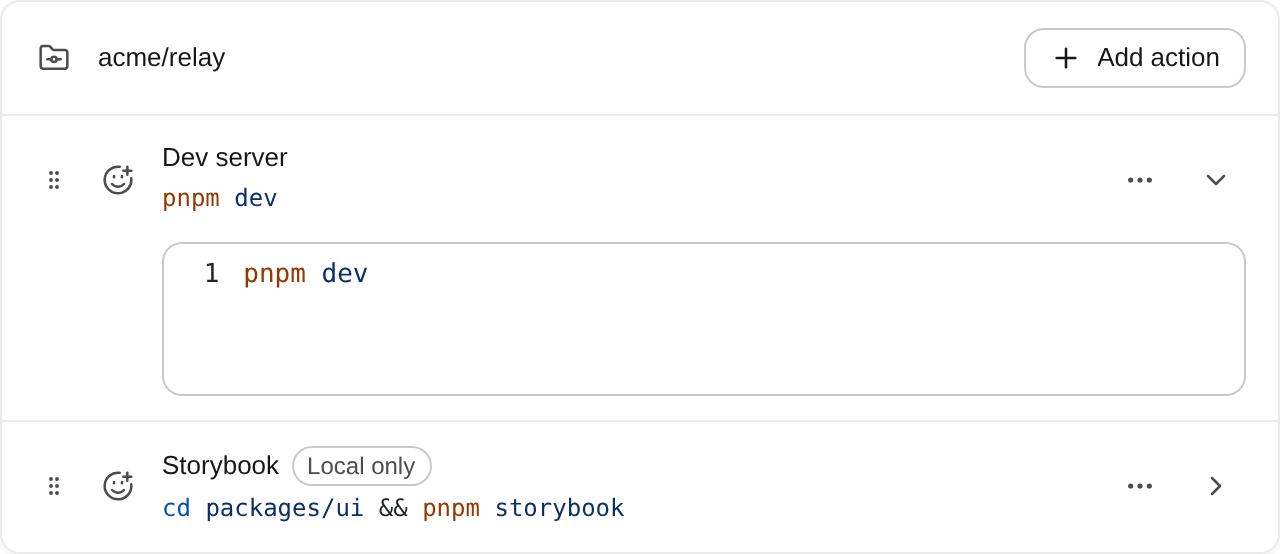 acme/relay
Add action
Dev server
pnpm dev
1 pnpm dev
Storybook Local only
cd packages/ui && pnpm storybook